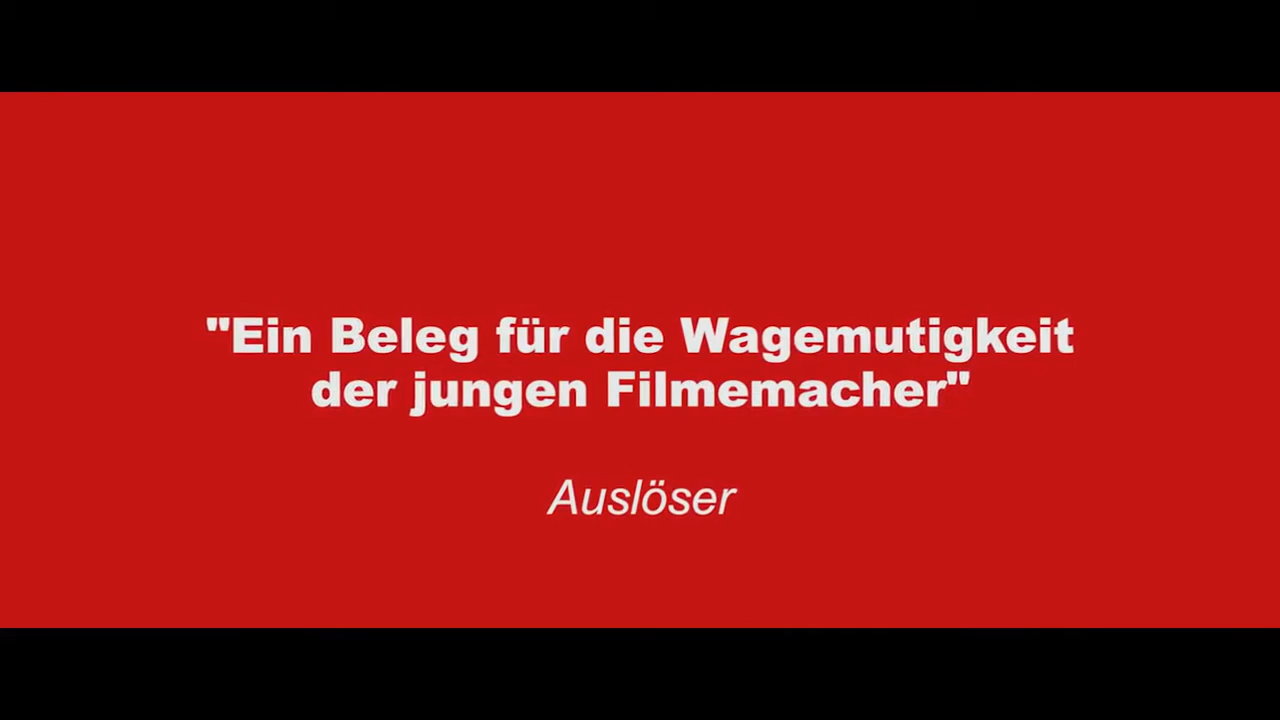 "Ein Beleg für die Wagemutigkeit
der jungen Filmemacher"
Auslöser